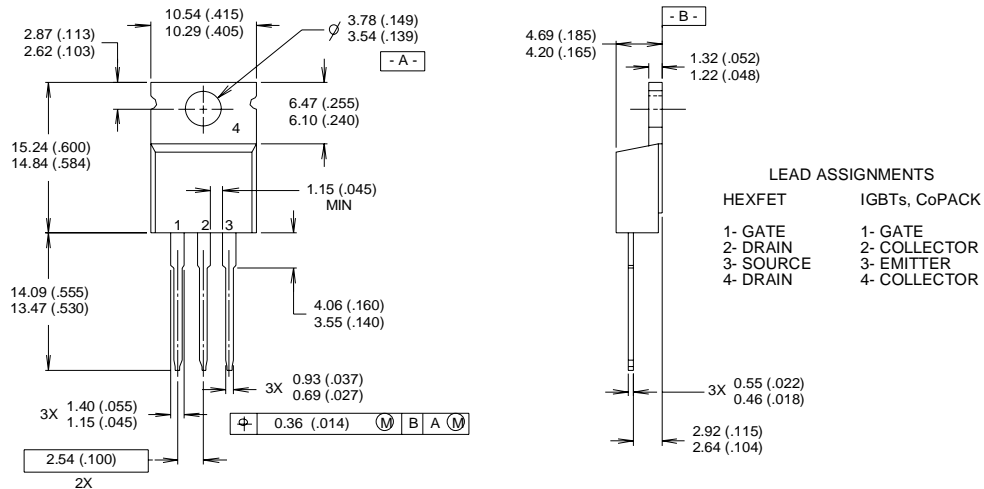 10.54 (.415)
10.29 (.405)
2.87 (.113)
2.62 (.103)
ø 3.78 (.149)
3.54 (.139)
- A -
6.47 (.255)
6.10 (.240)
4
15.24 (.600)
14.84 (.584)
1.15 (.045)
MIN
1 2 3
14.09 (.555)
13.47 (.530)
4.06 (.160)
3.55 (.140)
3X 0.93 (.037)
0.69 (.027)
3X 1.40 (.055)
1.15 (.045)
⌖ 0.36 (.014) Ⓜ B A Ⓜ
2.54 (.100)
2X
- B -
4.69 (.185)
4.20 (.165)
1.32 (.052)
1.22 (.048)
3X 0.55 (.022)
0.46 (.018)
2.92 (.115)
2.64 (.104)
LEAD ASSIGNMENTS
HEXFET
1- GATE
2- DRAIN
3- SOURCE
4- DRAIN
IGBTs, CoPACK
1- GATE
2- COLLECTOR
3- EMITTER
4- COLLECTOR